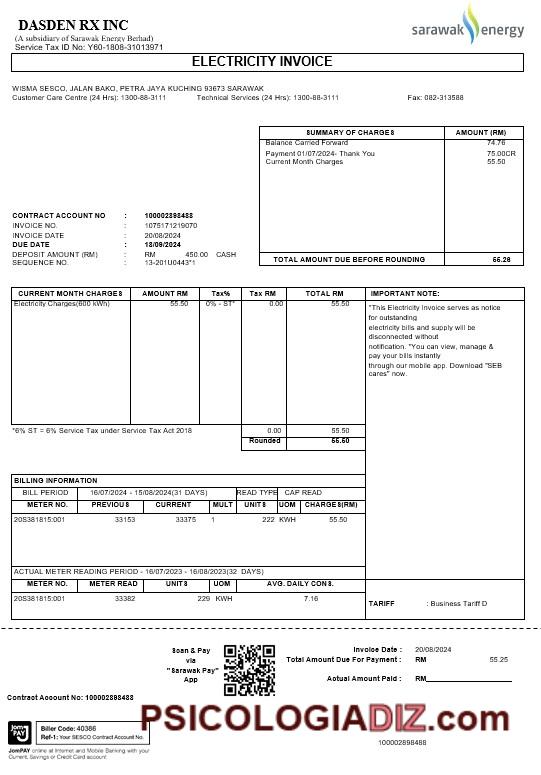 DASDEN RX INC
(A subsidiary of Sarawak Energy Berhad)
Service Tax ID No: Y60-1808-31013971
sarawak energy
ELECTRICITY INVOICE
WISMA SESCO, JALAN BAKO, PETRA JAYA KUCHING 93673 SARAWAK
Customer Care Centre (24 Hrs): 1300-88-3111 Technical Services (24 Hrs): 1300-88-3111 Fax: 082-313588
SUMMARY OF CHARGES AMOUNT (RM)
Balance Carried Forward 74.76
Payment 01/07/2024- Thank You 75.00CR
Current Month Charges 55.50
CONTRACT ACCOUNT NO : 100002898488
INVOICE NO. : 1075171219070
INVOICE DATE : 20/08/2024
DUE DATE : 18/09/2024
DEPOSIT AMOUNT (RM) : RM 450.00 CASH
SEQUENCE NO. : 13-201U0443*1
TOTAL AMOUNT DUE BEFORE ROUNDING 55.26
CURRENT MONTH CHARGES AMOUNT RM Tax% Tax RM TOTAL RM IMPORTANT NOTE:
Electricity Charges(600 kWh) 55.50 0% - ST* 0.00 55.50
"This Electricity Invoice serves as notice
for outstanding
electricity bills and supply will be
disconnected without
notification. "You can view, manage &
pay your bills instantly
through our mobile app. Download "SEB
cares" now.
*6% ST = 6% Service Tax under Service Tax Act 2018 0.00 55.50
Rounded 55.50
BILLING INFORMATION
BILL PERIOD 16/07/2024 - 15/08/2024(31 DAYS) READ TYPE CAP READ
METER NO. PREVIOUS CURRENT MULT UNITS UOM CHARGES(RM)
20S381815:001 33153 33375 1 222 KWH 55.50
ACTUAL METER READING PERIOD - 16/07/2023 - 16/08/2023(32 DAYS)
METER NO. METER READ UNITS UOM AVG. DAILY CONS.
20S381815:001 33382 229 KWH 7.16
TARIFF : Business Tariff D
Scan & Pay
via
"Sarawak Pay"
App
Invoice Date : 20/08/2024
Total Amount Due For Payment : RM 55.25
Actual Amount Paid : RM
Contract Account No: 100002898488
PSICOLOGIADIZ.com
JomPAY
Biller Code: 40386
Ref-1: Your SESCO Contract Account No.
100002898488
JomPAY online at Internet and Mobile Banking with your
Current, Savings or Credit Card account